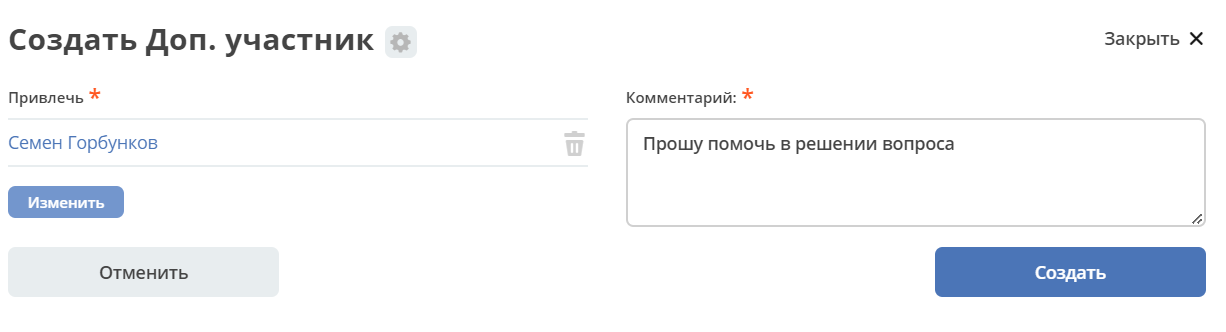 Создать Доп. участник
Закрыть
Привлечь *
Семен Горбунков
Изменить
Комментарий: *
Прошу помочь в решении вопроса
Отменить
Создать